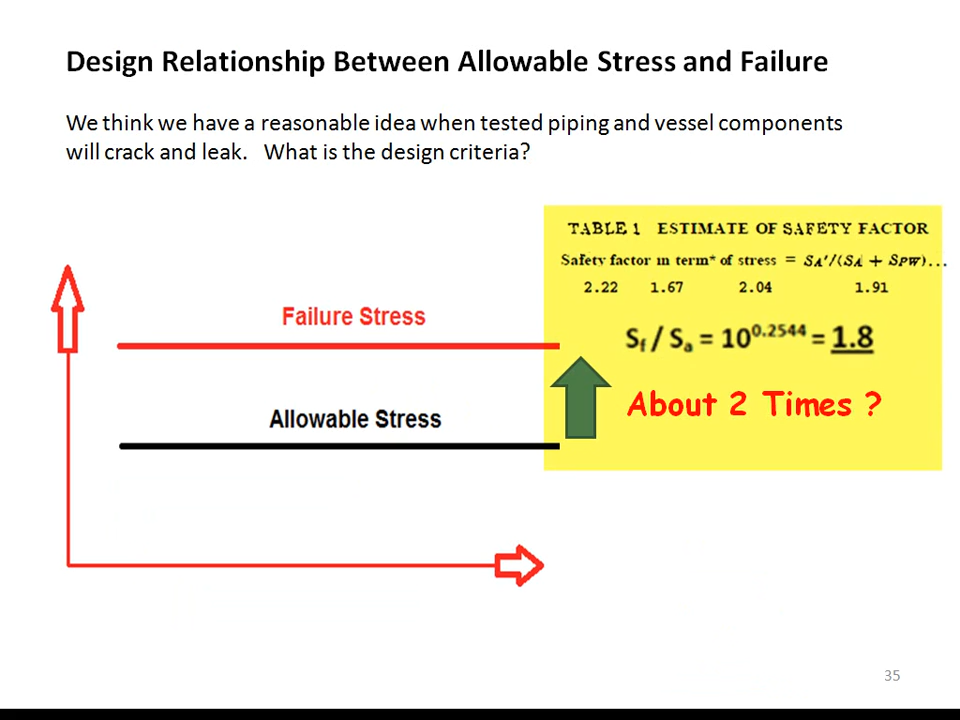 Design Relationship Between Allowable Stress and Failure
We think we have a reasonable idea when tested piping and vessel components
will crack and leak. What is the design criteria?
TABLE 1 ESTIMATE OF SAFETY FACTOR
Safety factor in term* of stress = SA'/(SA + SPW)...
2.22 1.67 2.04 1.91
Failure Stress
Sf / Sa = 10^0.2544 = 1.8
Allowable Stress
About 2 Times ?
35